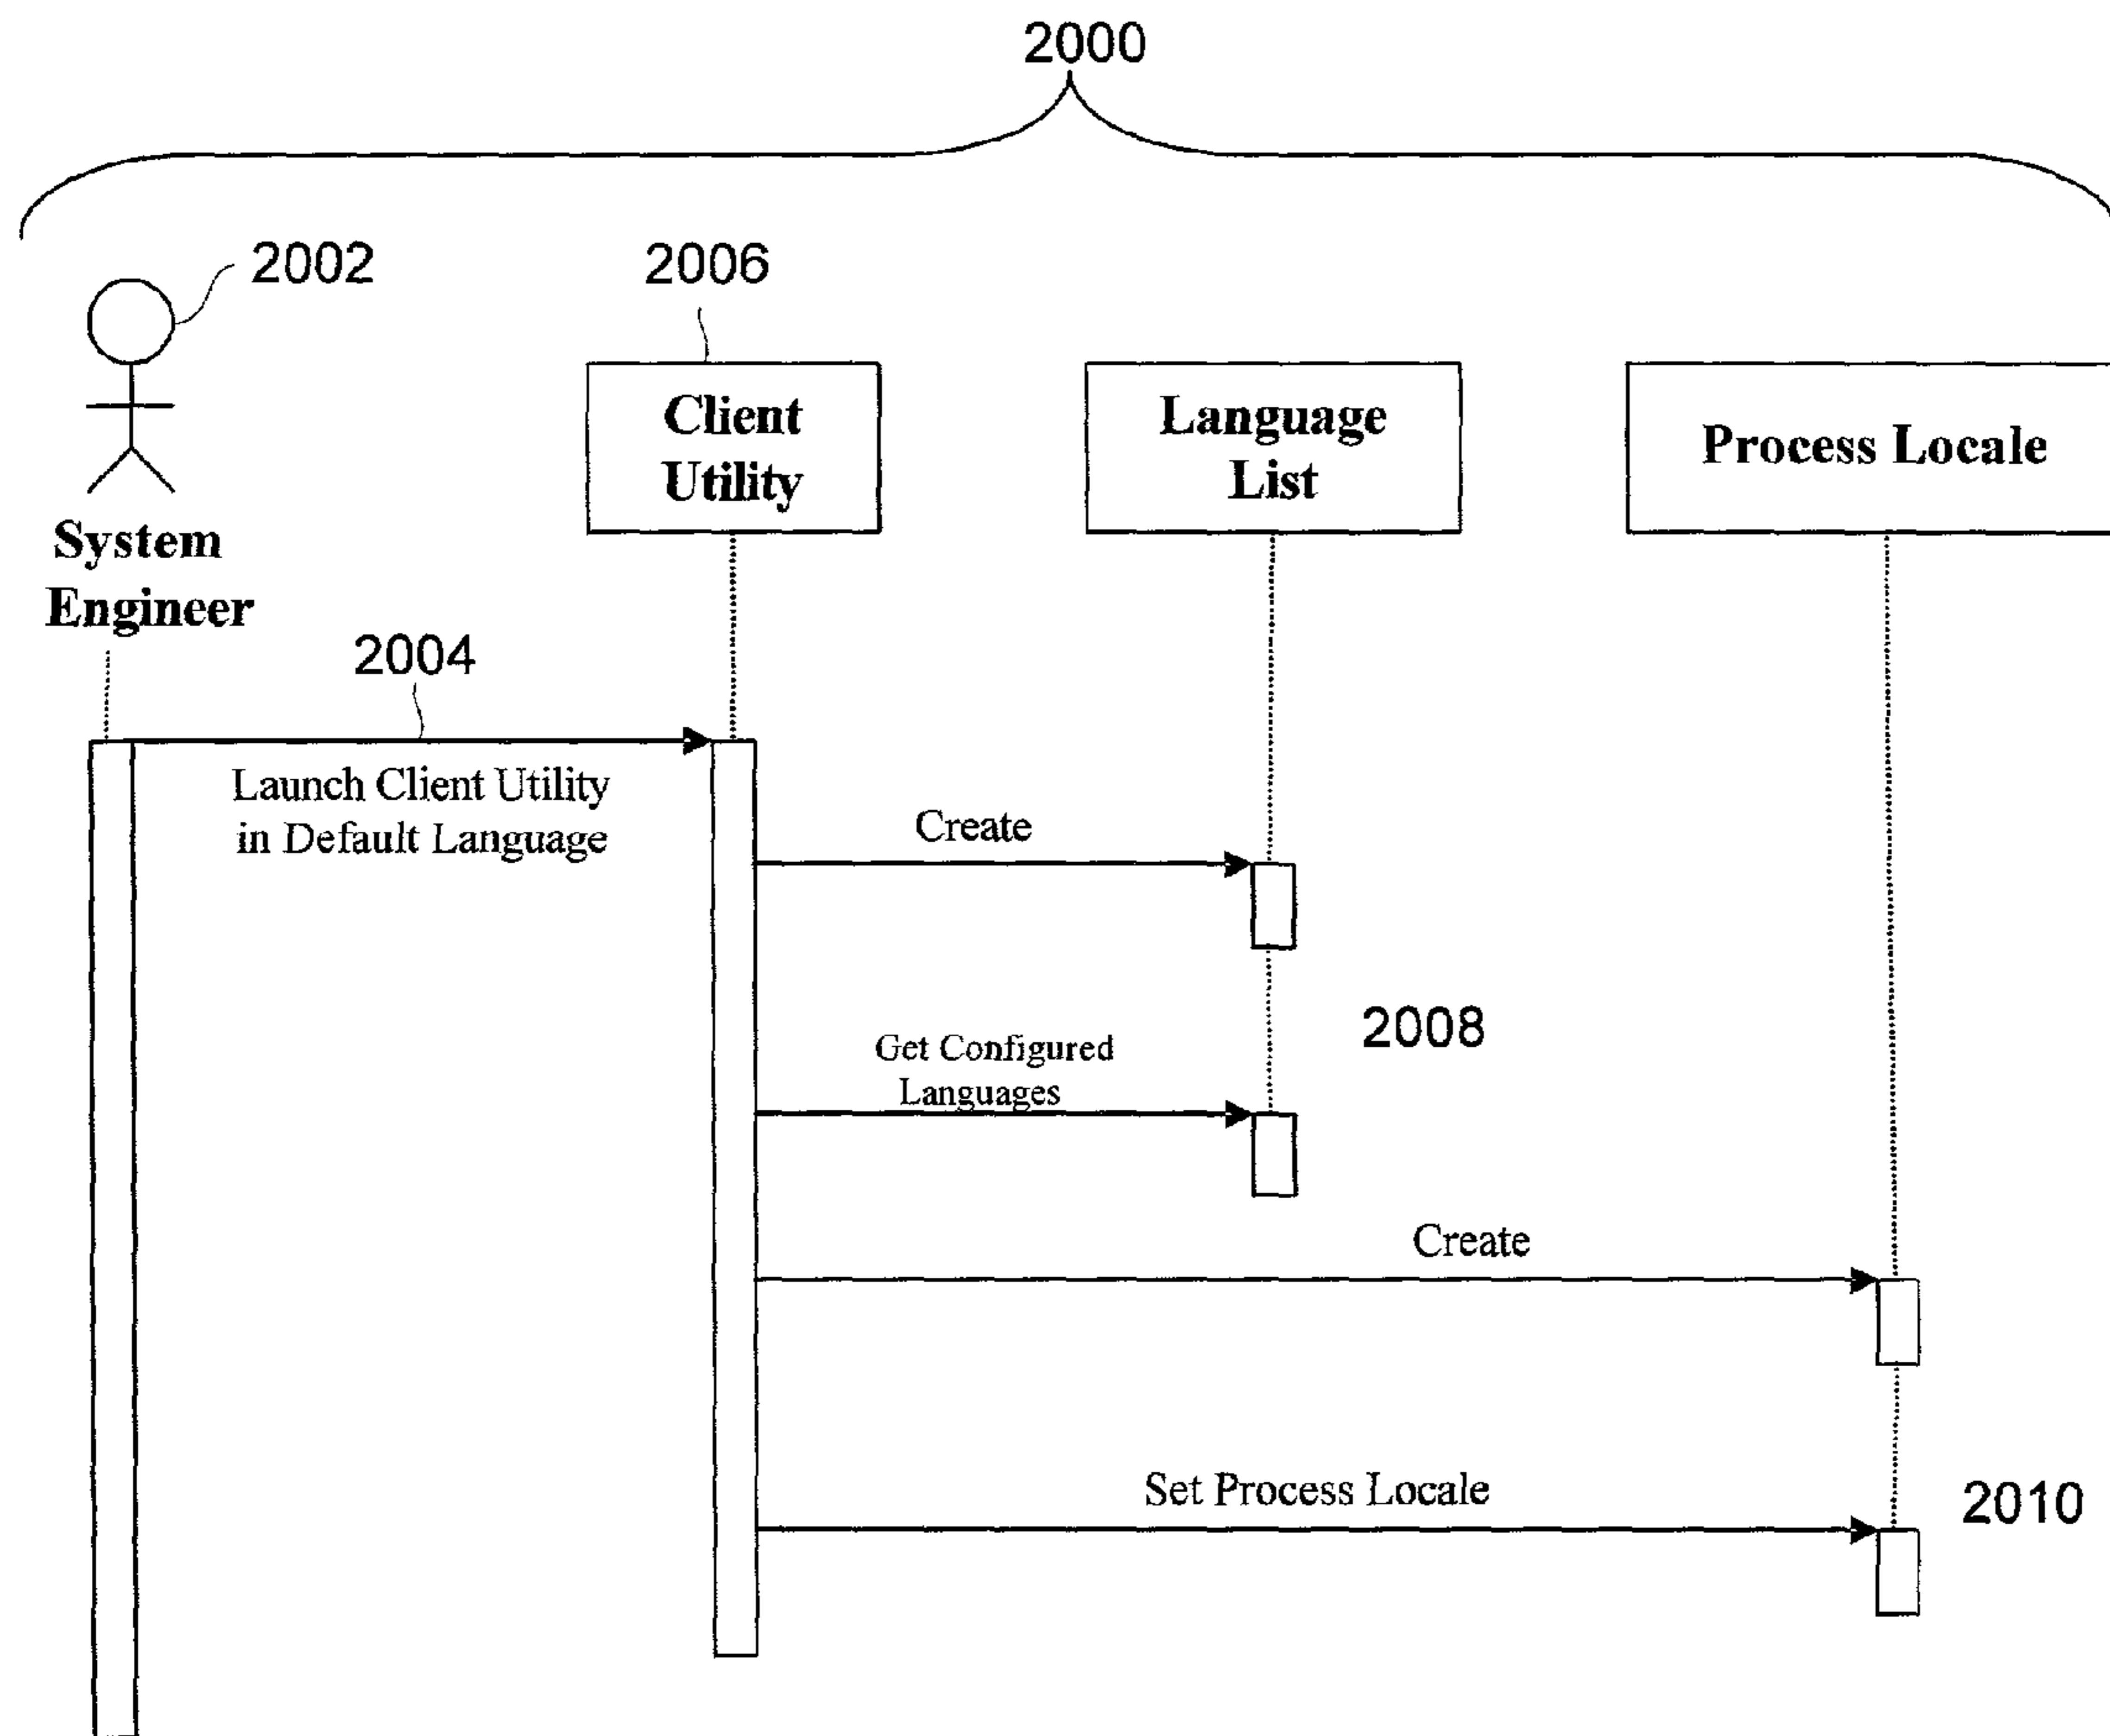 2000
2002
2006
Client
Utility
Language
List
Process Locale
System
Engineer
2004
Launch Client Utility
in Default Language
Create
2008
Get Configured
Languages
Create
Set Process Locale
2010